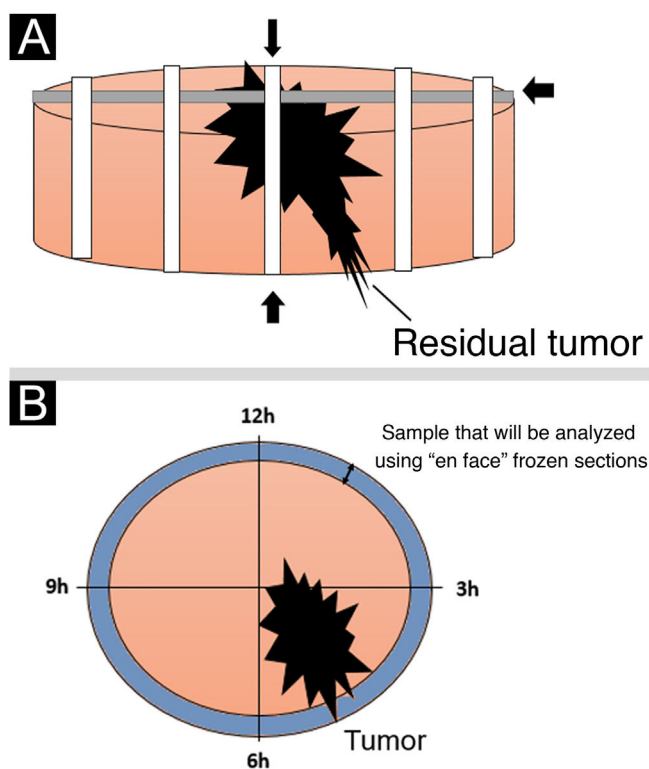 A
Residual tumor
B
12h
Sample that will be analyzed
using “en face” frozen sections
9h
3h
Tumor
6h